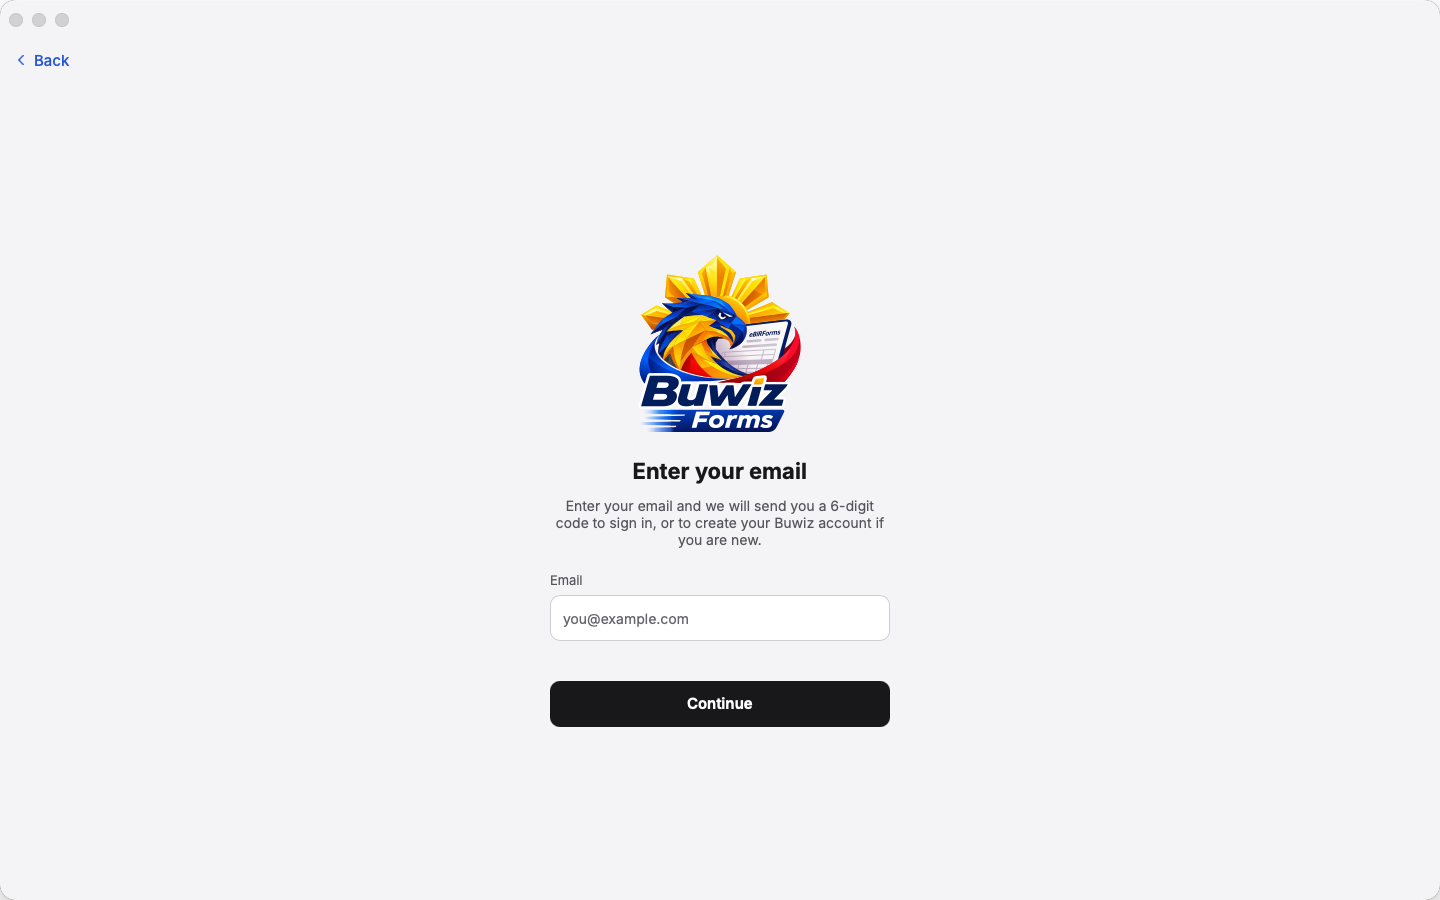 Back
eBIRForms
Buwiz
Forms
Enter your email
Enter your email and we will send you a 6-digit
code to sign in, or to create your Buwiz account if
you are new.
Email
you@example.com
Continue